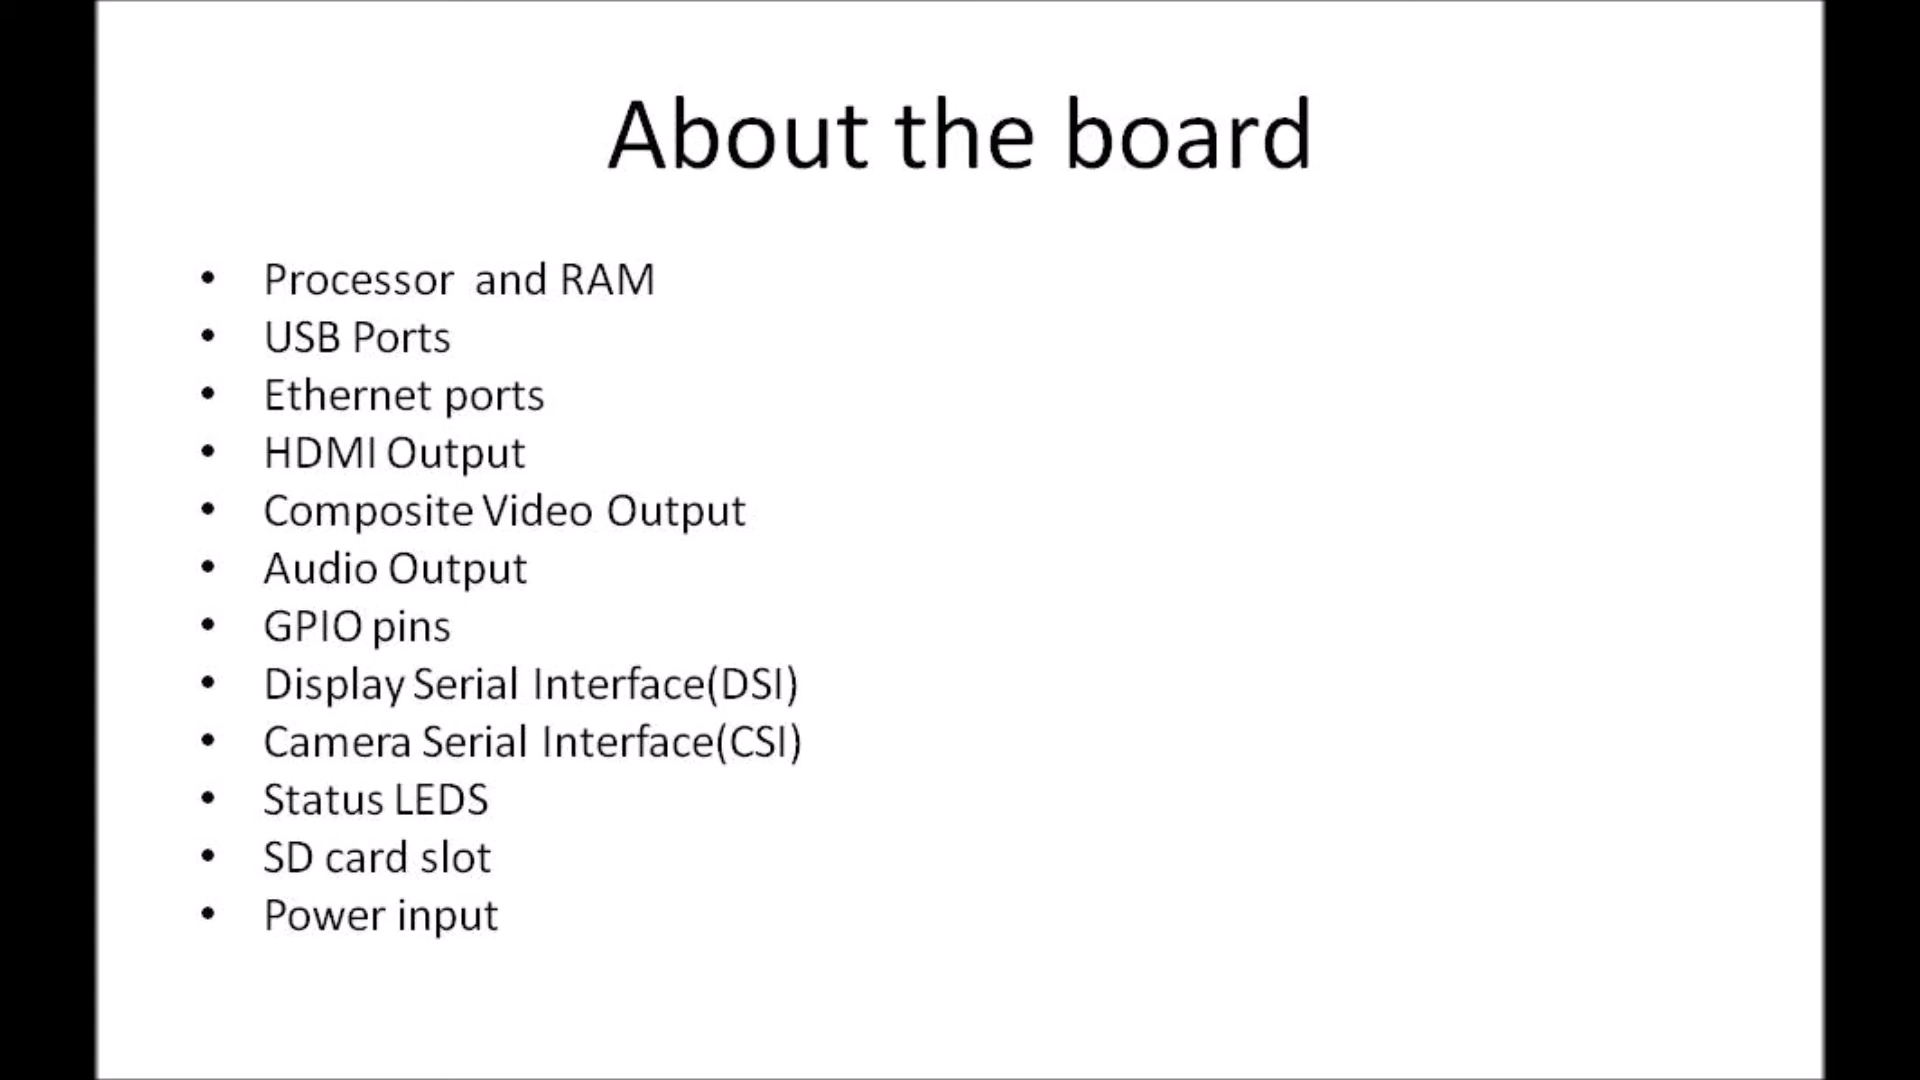 About the board
• Processor and RAM
• USB Ports
• Ethernet ports
• HDMI Output
• Composite Video Output
• Audio Output
• GPIO pins
• Display Serial Interface(DSI)
• Camera Serial Interface(CSI)
• Status LEDS
• SD card slot
• Power input